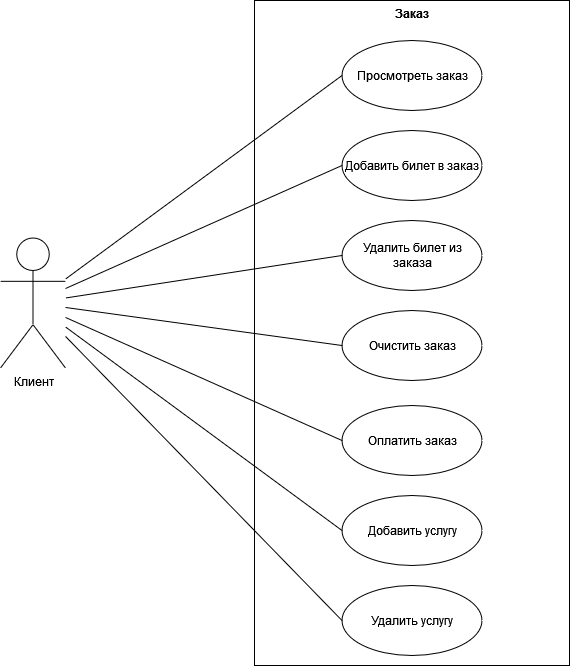 Заказ
Просмотреть заказ
Добавить билет в заказ
Удалить билет из
заказа
Очистить заказ
Клиент
Оплатить заказ
Добавить услугу
Удалить услугу